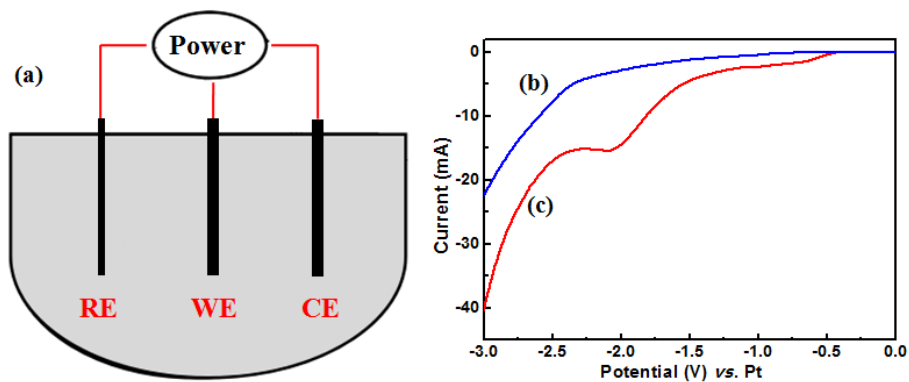 Power
(a)
RE WE CE
0
-10
-20
-30
-40
Current (mA)
(b)
(c)
-3.0 -2.5 -2.0 -1.5 -1.0 -0.5 0.0
Potential (V) vs. Pt